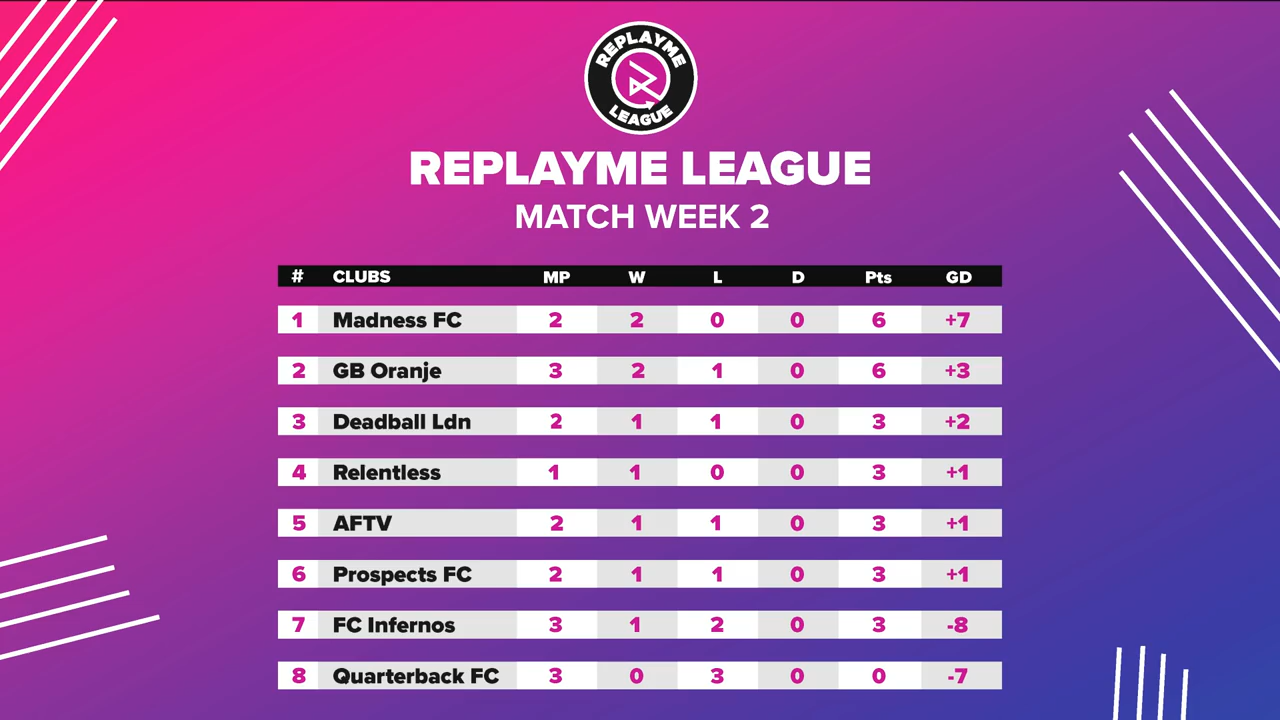 REPLAYME
LEAGUE
REPLAYME LEAGUE
MATCH WEEK 2
# CLUBS MP W L D Pts GD
1 Madness FC 2 2 0 0 6 +7
2 GB Oranje 3 2 1 0 6 +3
3 Deadball Ldn 2 1 1 0 3 +2
4 Relentless 1 1 0 0 3 +1
5 AFTV 2 1 1 0 3 +1
6 Prospects FC 2 1 1 0 3 +1
7 FC Infernos 3 1 2 0 3 -8
8 Quarterback FC 3 0 3 0 0 -7